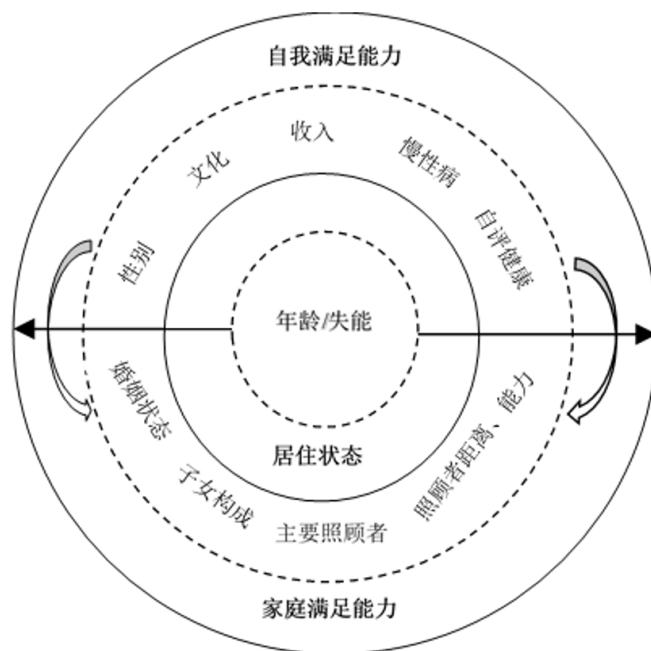 自我满足能力
收入
文化
慢性病
性别
自评健康
年龄/失能
婚姻状态
照顾者距离、能力
居住状态
子女构成
主要照顾者
家庭满足能力